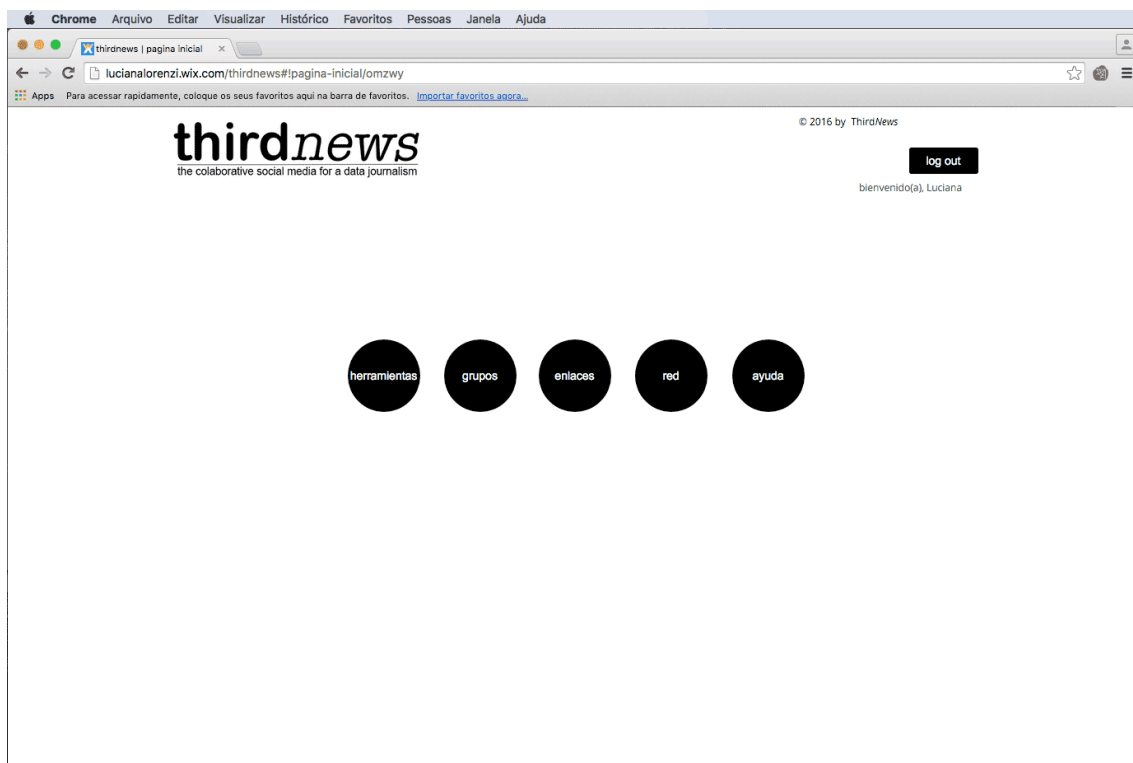 Chrome Arquivo Editar Visualizar Histórico Favoritos Pessoas Janela Ajuda
thirdnews | pagina inicial
lucianalorenzi.wix.com/thirdnews#!pagina-inicial/omzwy
Apps Para acessar rapidamente, coloque os seus favoritos aqui na barra de favoritos. Importar favoritos agora...
© 2016 by ThirdNews
thirdnews
the colaborative social media for a data journalism
log out
bienvenido(a), Luciana
herramientas grupos enlaces red ayuda